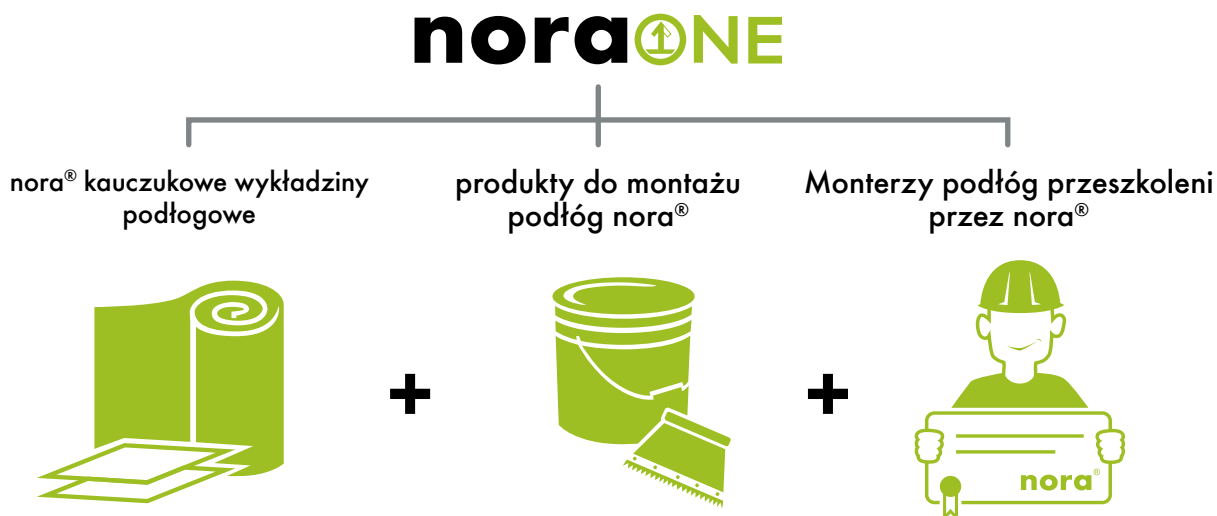 noraONE
nora® kauczukowe wykładziny
podłogowe
produkty do montażu
podłóg nora®
Monterzy podłóg przeszkoleni
przez nora®
+
+
nora®